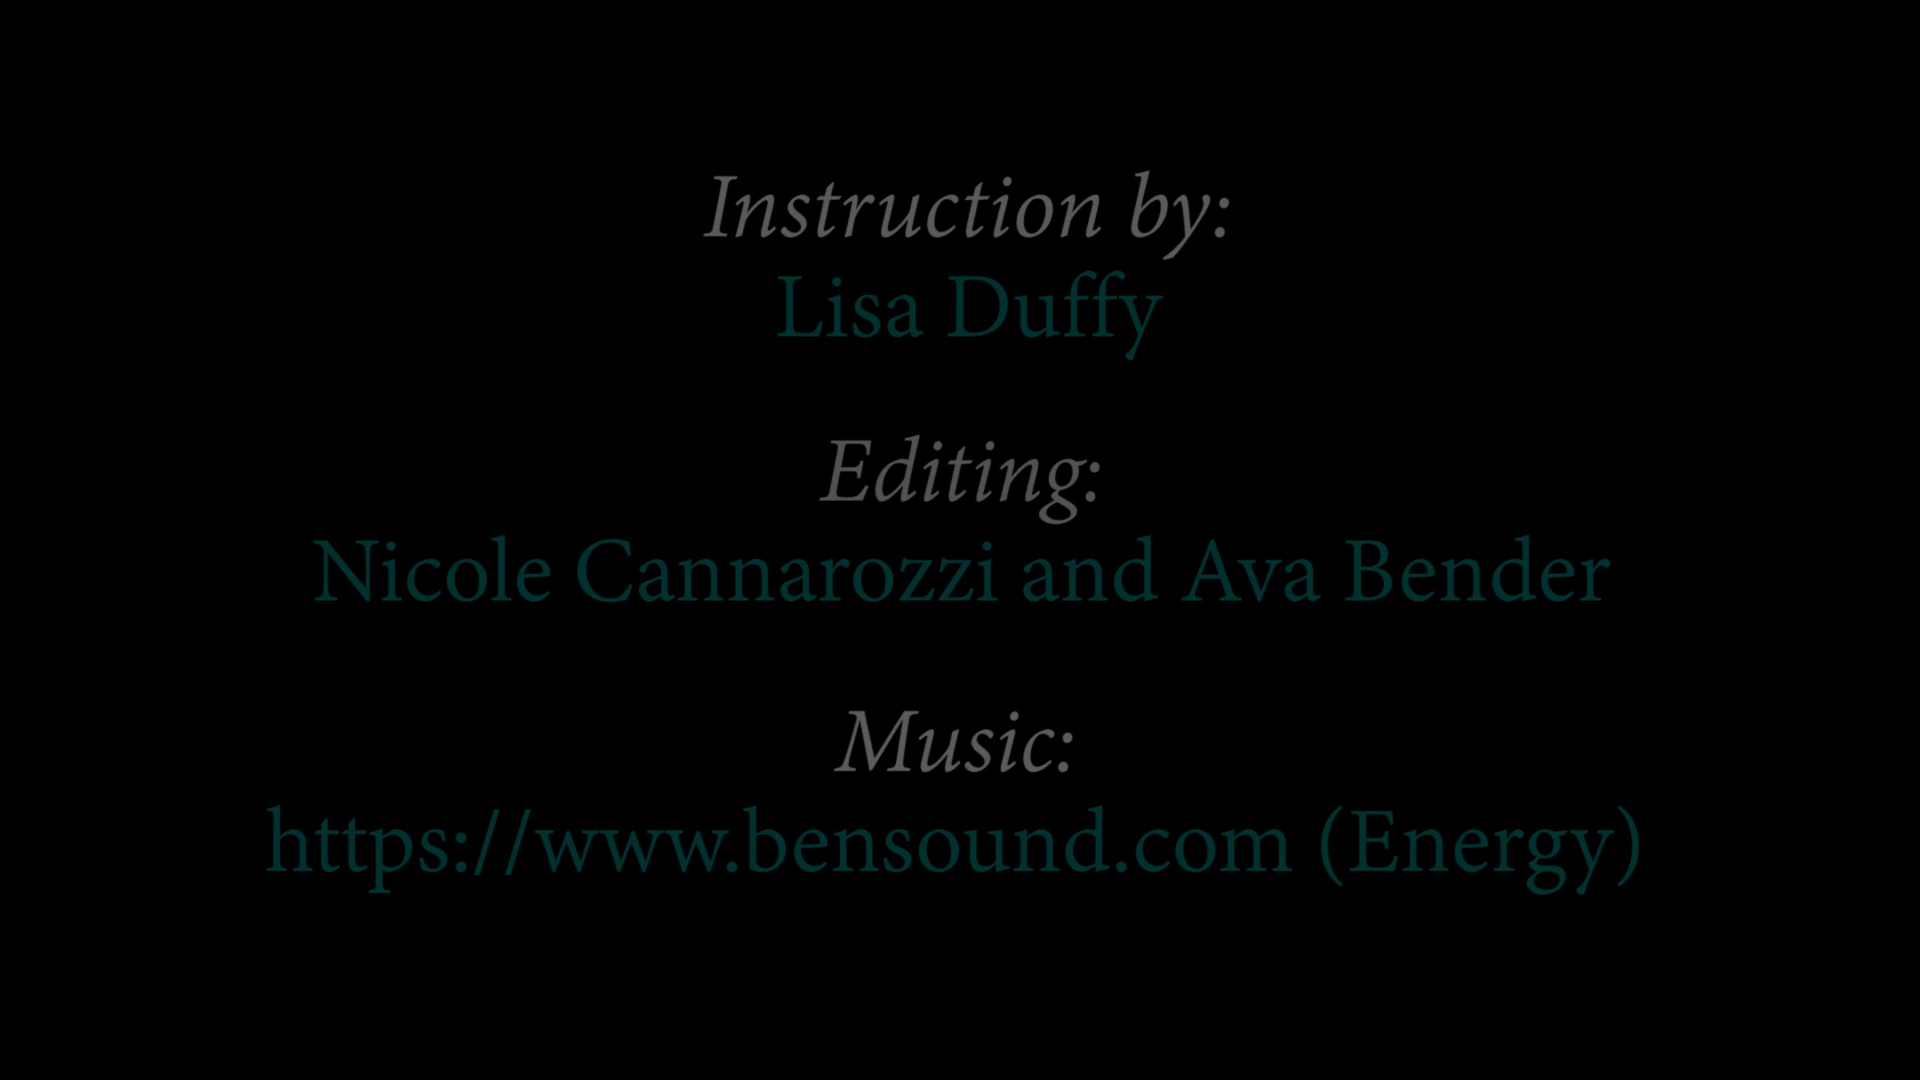 Instruction by:
Lisa Duffy
Editing:
Nicole Cannarozzi and Ava Bender
Music:
https://www.bensound.com (Energy)